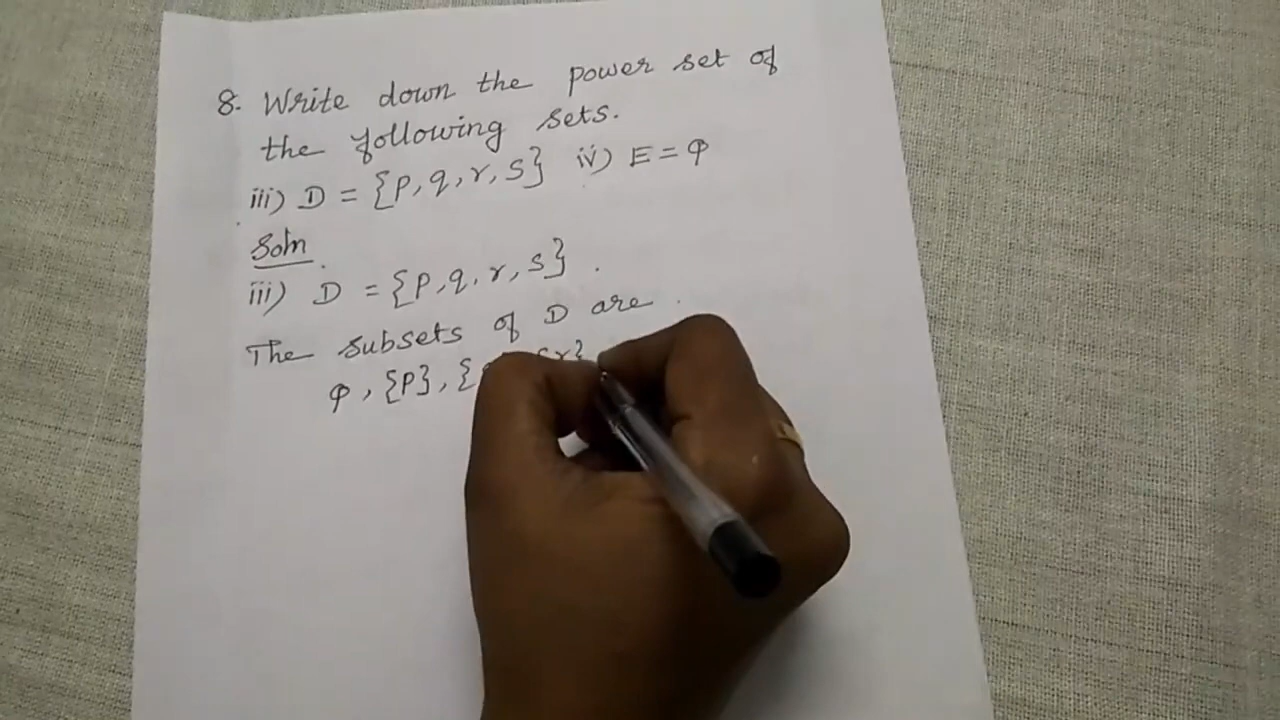 8. Write down the power set of
the following sets.
iii) D = {p, q, r, s} iv) E = φ
Soln
iii) D = {p, q, r, s}.
The subsets of D are
φ, {p}, { r}